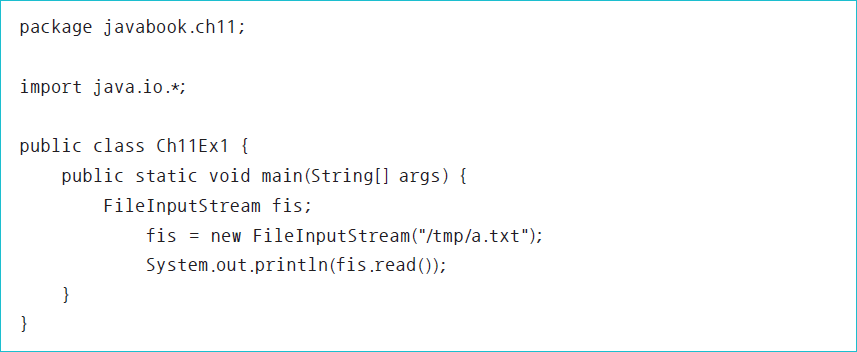 package javabook.ch11;
import java.io.*;
public class Ch11Ex1 {
public static void main(String[] args) {
FileInputStream fis;
fis = new FileInputStream("/tmp/a.txt");
System.out.println(fis.read());
}
}